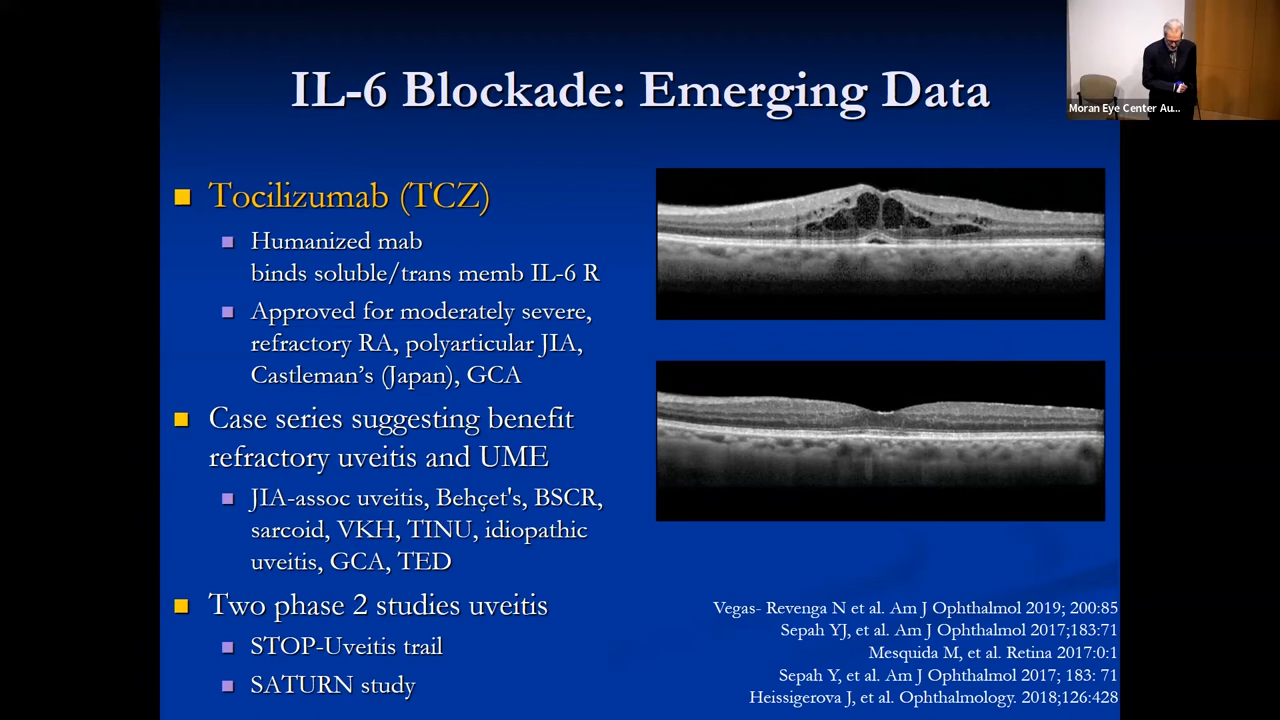 IL-6 Blockade: Emerging Data
Moran Eye Center Au...
Tocilizumab (TCZ)
Humanized mab
binds soluble/trans memb IL-6 R
Approved for moderately severe,
refractory RA, polyarticular JIA,
Castleman's (Japan), GCA
Case series suggesting benefit
refractory uveitis and UME
JIA-assoc uveitis, Behçet's, BSCR,
sarcoid, VKH, TINU, idiopathic
uveitis, GCA, TED
Two phase 2 studies uveitis
STOP-Uveitis trail
SATURN study
Vegas- Revenga N et al. Am J Ophthalmol 2019; 200:85
Sepah YJ, et al. Am J Ophthalmol 2017;183:71
Mesquida M, et al. Retina 2017:0:1
Sepah Y, et al. Am J Ophthalmol 2017; 183: 71
Heissigerova J, et al. Ophthalmology. 2018;126:428